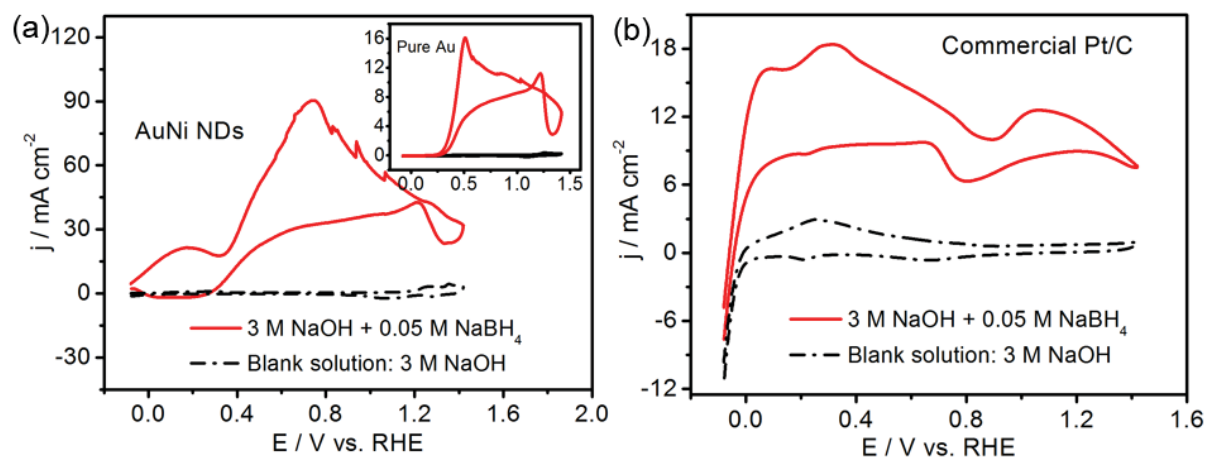 (a)
120
90
60
30
0
-30
j / mA cm-2
AuNi NDs
Pure Au
16
12
8
4
0
0.0 0.5 1.0 1.5
3 M NaOH + 0.05 M NaBH4
Blank solution: 3 M NaOH
0.0 0.4 0.8 1.2 1.6 2.0
E / V vs. RHE
(b)
18
12
6
0
-6
-12
j / mA cm-2
Commercial Pt/C
3 M NaOH + 0.05 M NaBH4
Blank solution: 3 M NaOH
0.0 0.4 0.8 1.2 1.6
E / V vs. RHE